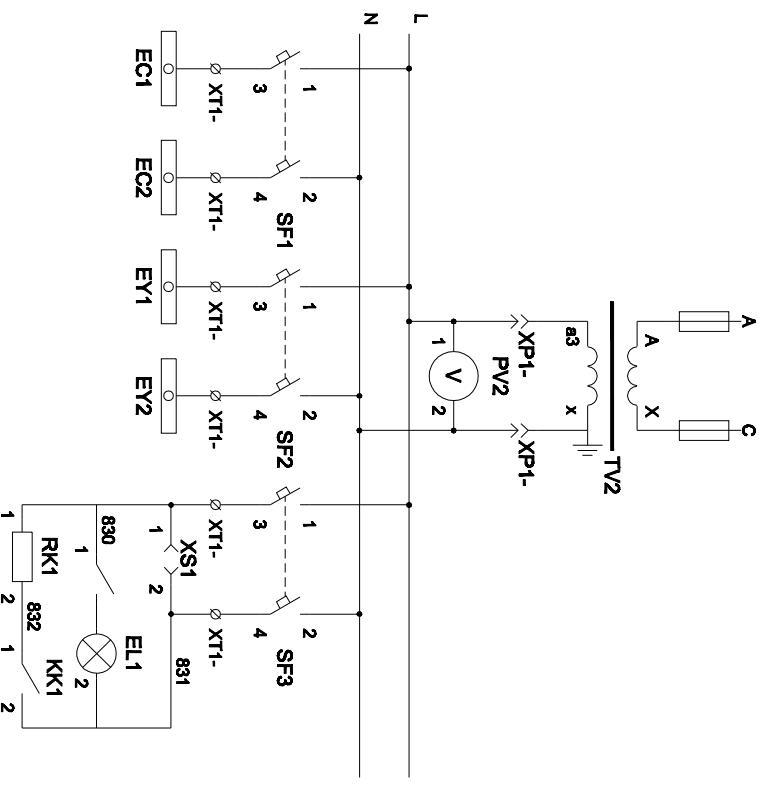 A C
A X
TV2
a3 x
XP1- XP1-
PV2
V
1 2
L
N
1 2 1 2 1 2
SF1 SF2 SF3
3 4 3 4 3 4
XT1- XT1- XT1- XT1- XT1- XT1-
XS1
831
1 2
EC1 EC2 EY1 EY2
EL1
830
1 2
RK1 KK1
832
1 2 1 2